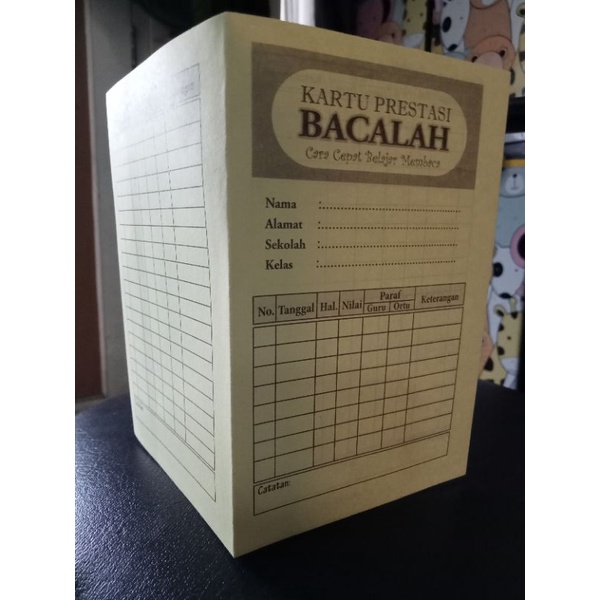 KARTU PRESTASI
BACALAH
Cara Cepat Belajar Membaca
Nama :
Alamat :
Sekolah :
Kelas :
No. Tanggal Hal. Nilai Paraf Keterangan
Guru Ortu
Catatan: